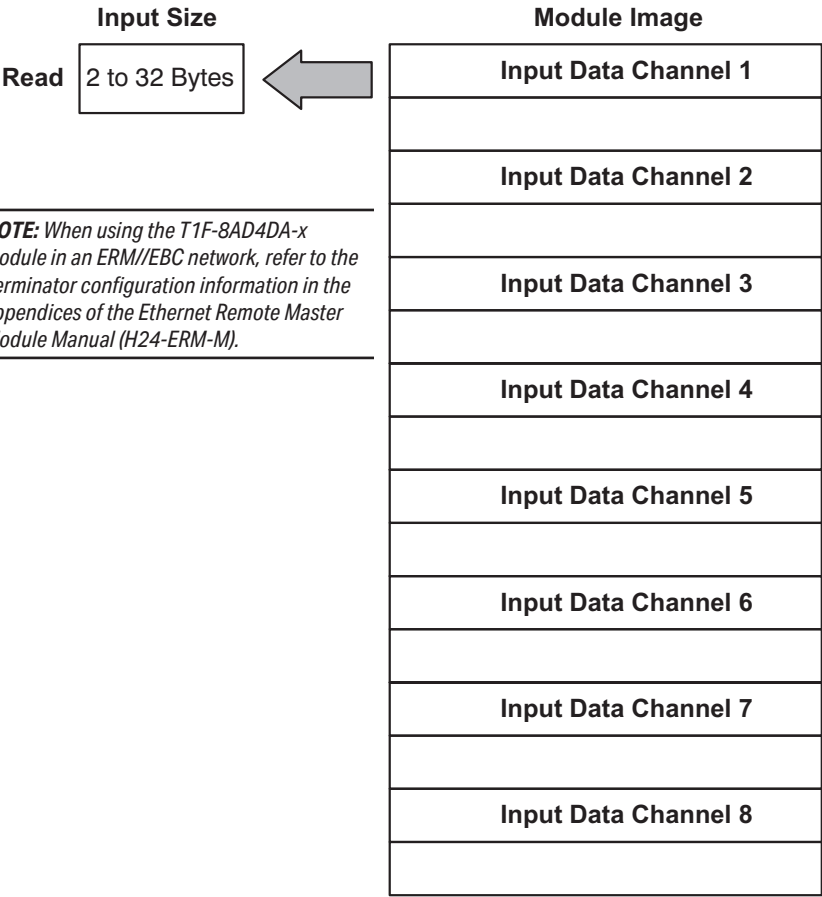 Input Size
Module Image
Read
2 to 32 Bytes
Input Data Channel 1
Input Data Channel 2
Input Data Channel 3
Input Data Channel 4
Input Data Channel 5
Input Data Channel 6
Input Data Channel 7
Input Data Channel 8
OTE: When using the T1F-8AD4DA-x
odule in an ERM//EBC network, refer to the
erminator configuration information in the
ppendices of the Ethernet Remote Master
odule Manual (H24-ERM-M).